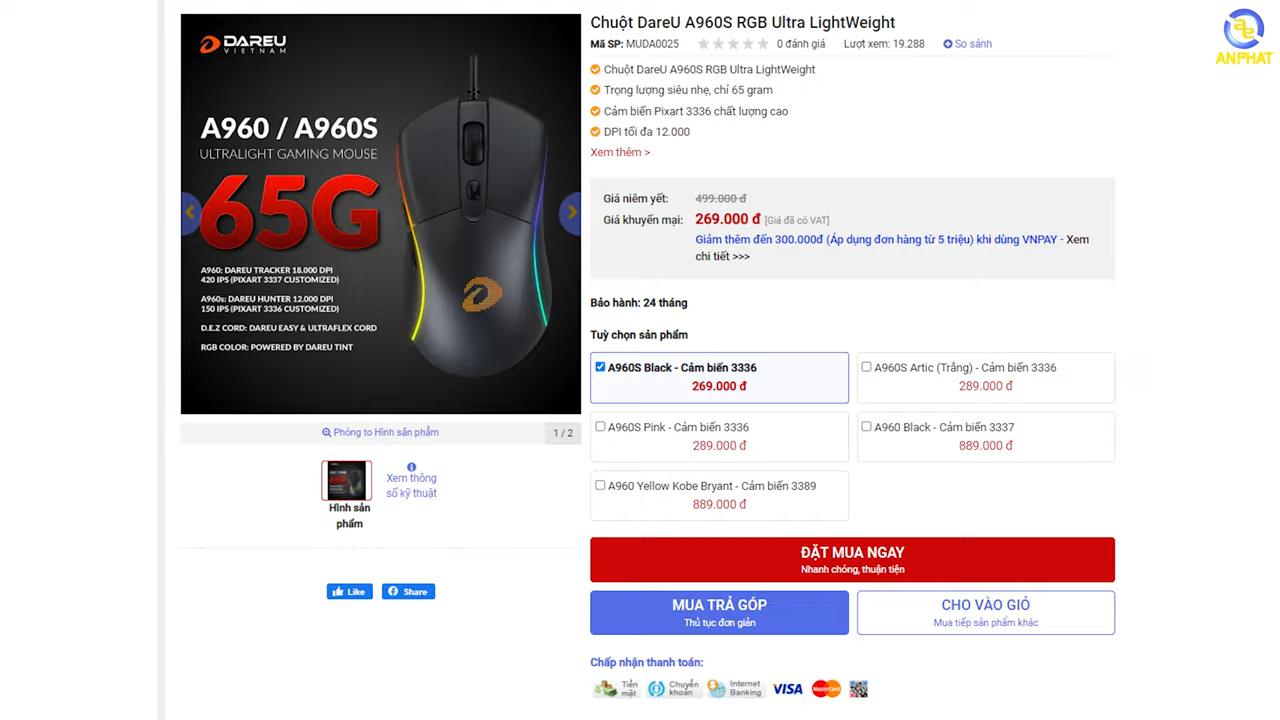 DAREU
VIETNAM
A960 / A960S
ULTRALIGHT GAMING MOUSE
65G
A960: DAREU TRACKER 18.000 DPI
420 IPS (PIXART 3337 CUSTOMIZED)
A960s: DAREU HUNTER 12.000 DPI
150 IPS (PIXART 3336 CUSTOMIZED)
D.E.Z CORD: DAREU EASY & ULTRAFLEX CORD
RGB COLOR: POWERED BY DAREU TINT
Phóng to Hình sản phẩm
1 / 2
Hình sản
phẩm
Xem thông
số kỹ thuật
Like
Share
Chuột DareU A960S RGB Ultra LightWeight
Mã SP: MUDA0025 0 đánh giá Lượt xem: 19.288 So sánh
Chuột DareU A960S RGB Ultra LightWeight
Trọng lượng siêu nhẹ, chỉ 65 gram
Cảm biến Pixart 3336 chất lượng cao
DPI tối đa 12.000
Xem thêm >
Giá niêm yết: 499.000 đ
Giá khuyến mại: 269.000 đ [Giá đã có VAT]
Giảm thêm đến 300.000đ (Áp dụng đơn hàng từ 5 triệu) khi dùng VNPAY - Xem
chi tiết >>>
Bảo hành: 24 tháng
Tuỳ chọn sản phẩm
A960S Black - Cảm biến 3336
269.000 đ
A960S Artic (Trắng) - Cảm biến 3336
289.000 đ
A960S Pink - Cảm biến 3336
289.000 đ
A960 Black - Cảm biến 3337
889.000 đ
A960 Yellow Kobe Bryant - Cảm biến 3389
889.000 đ
ĐẶT MUA NGAY
Nhanh chóng, thuận tiện
MUA TRẢ GÓP
Thủ tục đơn giản
CHO VÀO GIỎ
Mua tiếp sản phẩm khác
Chấp nhận thanh toán:
Tiền
mặt
Chuyển
khoản
Internet
Banking
VISA
MasterCard
ANPHAT